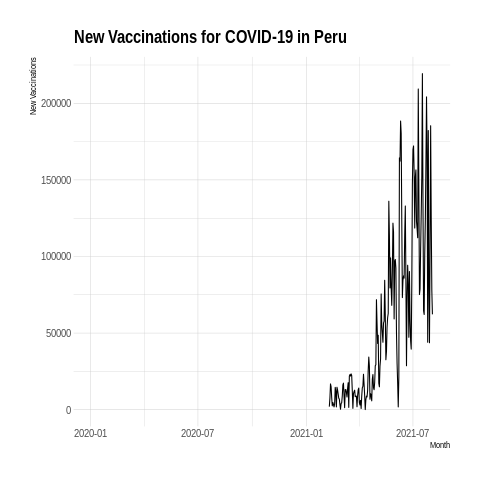 New Vaccinations for COVID-19 in Peru
New Vaccinations
200000
150000
100000
50000
0
2020-01 2020-07 2021-01 2021-07
Month